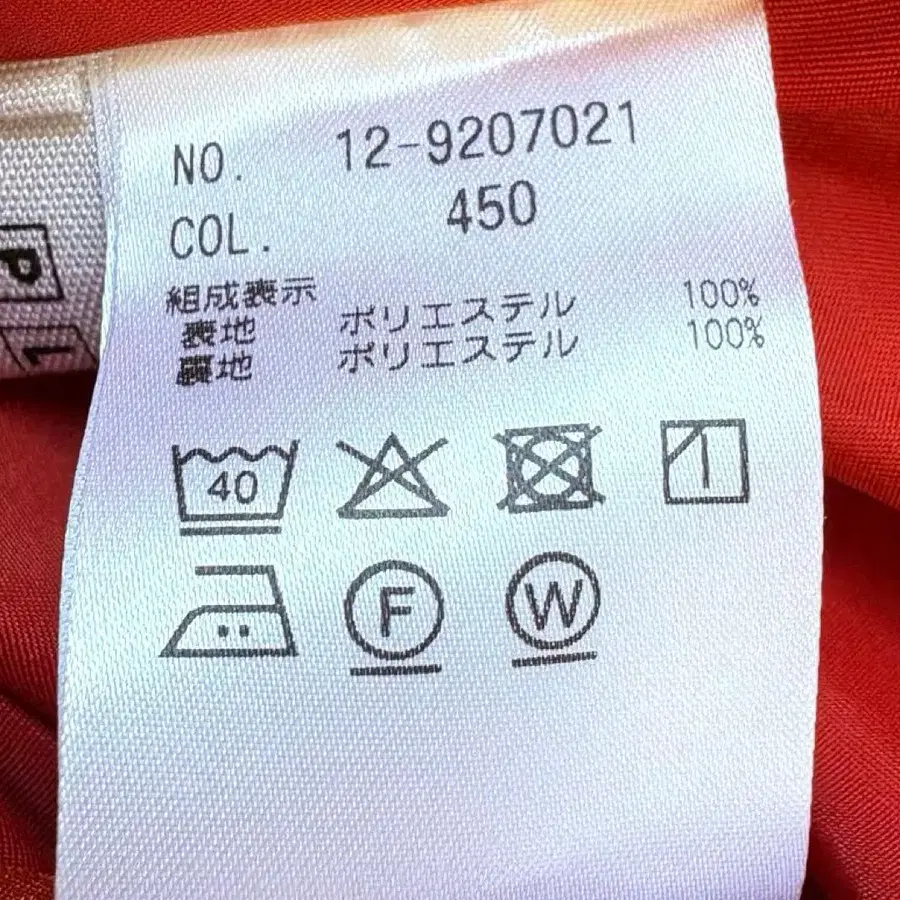 NO. 12-9207021
COL. 450
組成表示
表地 ポリエステル 100%
裏地 ポリエステル 100%
40
F
W
P
L